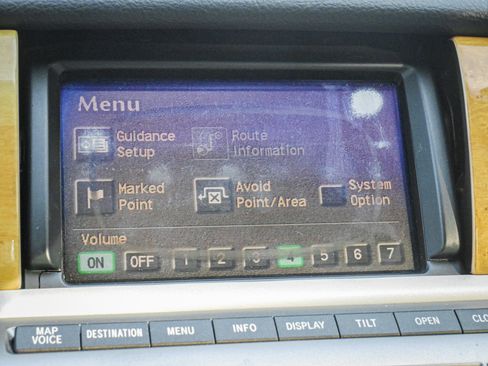 Menu
Guidance Setup
Route Information
Marked Point
Avoid Point/Area
System Option
Volume
ON OFF 1 2 3 4 5 6 7
MAP VOICE
DESTINATION
MENU
INFO
DISPLAY
TILT
OPEN